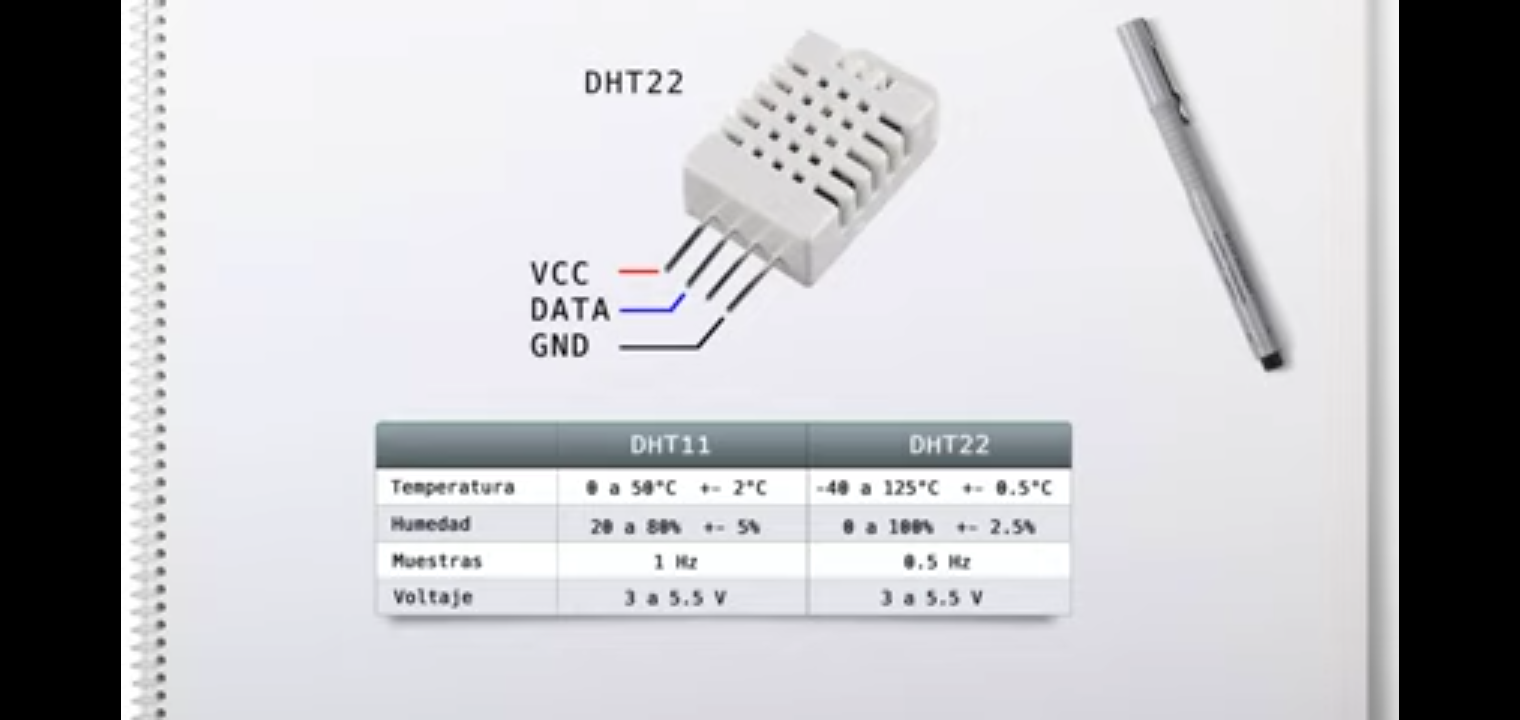 DHT22
VCC
DATA
GND
DHT11 DHT22
Temperatura 0 a 50°C +- 2°C -40 a 125°C +- 0.5°C
Humedad 20 a 80% +- 5% 0 a 100% +- 2.5%
Muestras 1 Hz 0.5 Hz
Voltaje 3 a 5.5 V 3 a 5.5 V